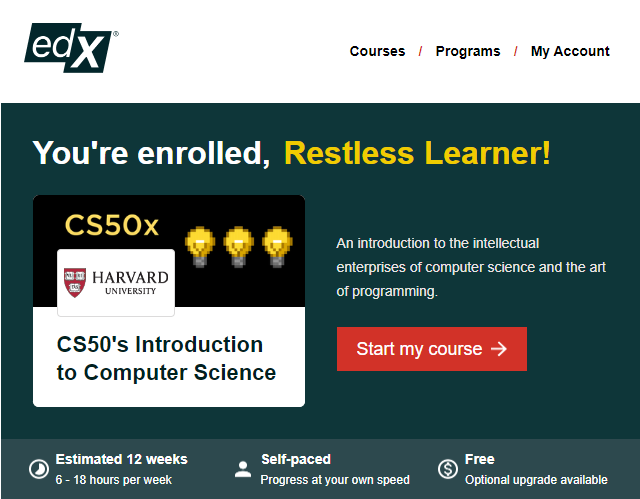 edX®
Courses / Programs / My Account
You're enrolled, Restless Learner!
CS50x
HARVARD
UNIVERSITY
CS50's Introduction
to Computer Science
An introduction to the intellectual
enterprises of computer science and the art
of programming.
Start my course →
Estimated 12 weeks
6 - 18 hours per week
Self-paced
Progress at your own speed
Free
Optional upgrade available